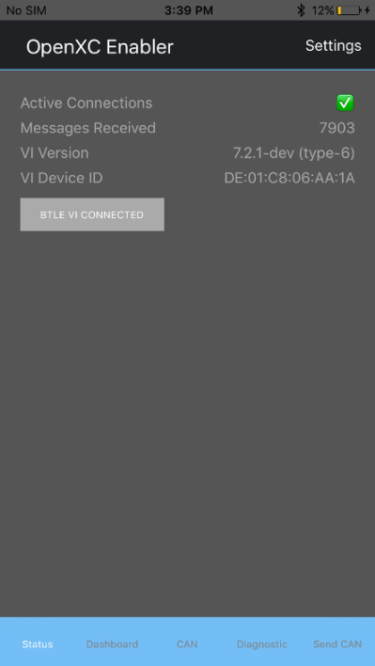 No SIM 3:39 PM 12%
OpenXC Enabler Settings
Active Connections
Messages Received 7903
VI Version 7.2.1-dev (type-6)
VI Device ID DE:01:C8:06:AA:1A
BTLE VI CONNECTED
Status Dashboard CAN Diagnostic Send CAN